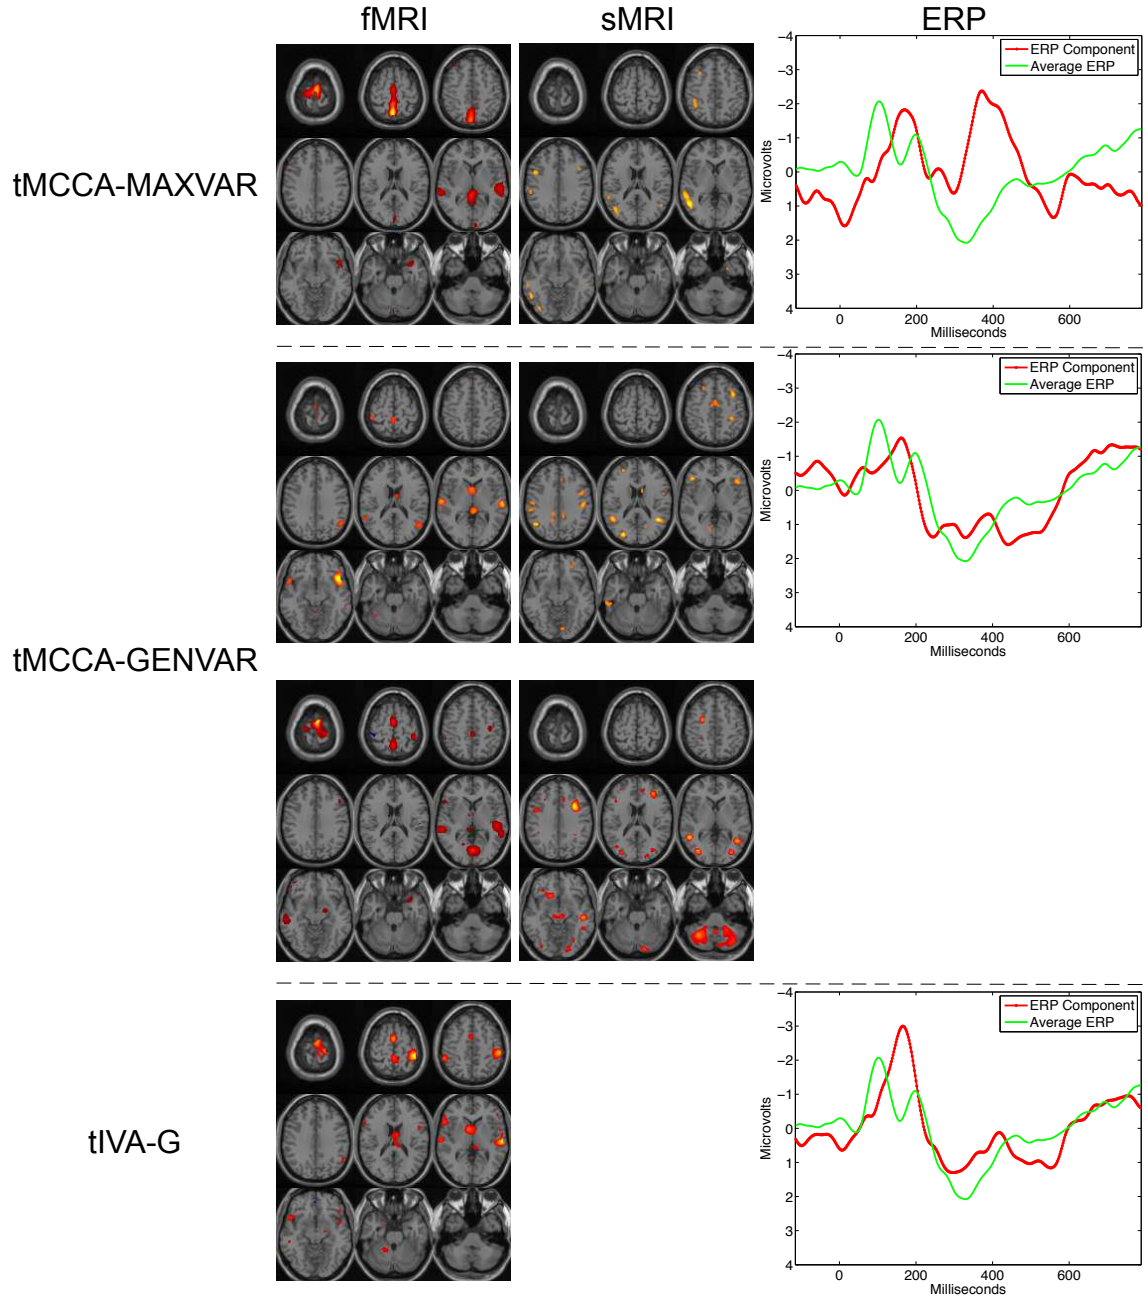 fMRI sMRI ERP
tMCCA-MAXVAR
ERP Component
Average ERP
-4
-3
-2
-1
0
1
2
3
4
Microvolts
0 200 400 600
Milliseconds
tMCCA-GENVAR
ERP Component
Average ERP
-4
-3
-2
-1
0
1
2
3
4
Microvolts
0 200 400 600
Milliseconds
tIVA-G
ERP Component
Average ERP
-4
-3
-2
-1
0
1
2
3
4
Microvolts
0 200 400 600
Milliseconds